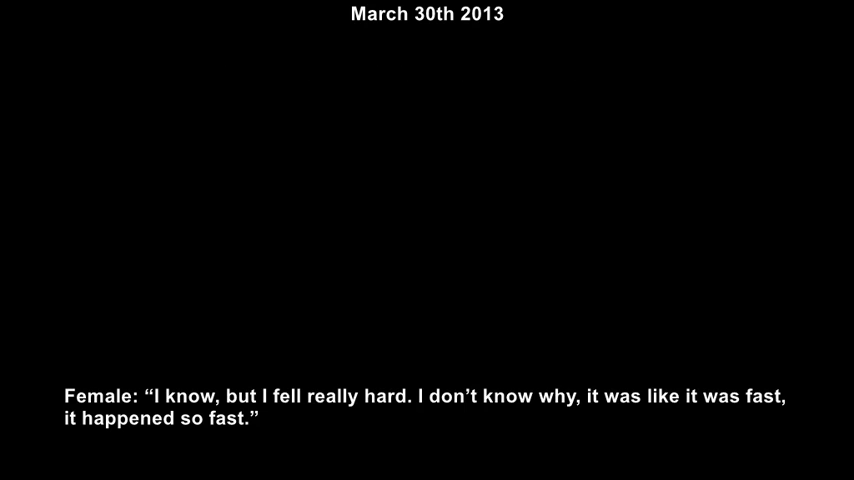 March 30th 2013
Female: “I know, but I fell really hard. I don’t know why, it was like it was fast,
it happened so fast.”